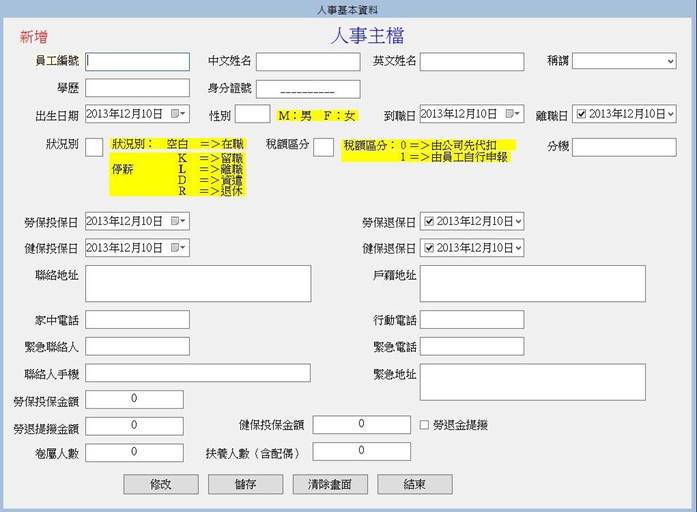 人事基本資料
新增 人事主檔
員工編號 中文姓名 英文姓名 稱謂
學歷 身分證號 __________
出生日期 2013年12月10日 性別 M：男 F：女 到職日 2013年12月10日 離職日 2013年12月10日
狀況別 狀況別： 空白 =>在職 稅額區分 稅額區分：0 =>由公司先代扣 分機
K =>留職 1 =>由員工自行申報
停薪 L =>離職
D =>資遣
R =>退休
勞保投保日 2013年12月10日 勞保退保日 2013年12月10日
健保投保日 2013年12月10日 健保退保日 2013年12月10日
聯絡地址 戶籍地址
家中電話 行動電話
緊急聯絡人 緊急電話
聯絡人手機 緊急地址
勞保投保金額 0
勞退提撥金額 0 健保投保金額 0 勞退金提撥
卷屬人數 0 扶養人數（含配偶） 0
修改 儲存 清除畫面 結束